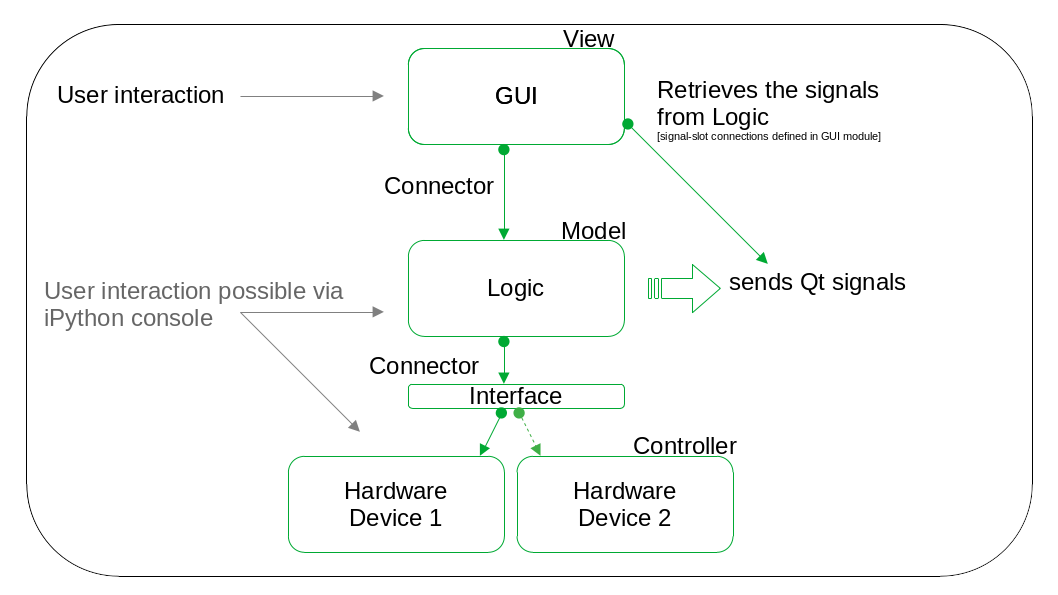 View
GUI
User interaction
Retrieves the signals
from Logic
[signal-slot connections defined in GUI module]
Connector
Model
Logic
sends Qt signals
User interaction possible via
iPython console
Connector
Interface
Controller
Hardware
Device 1
Hardware
Device 2